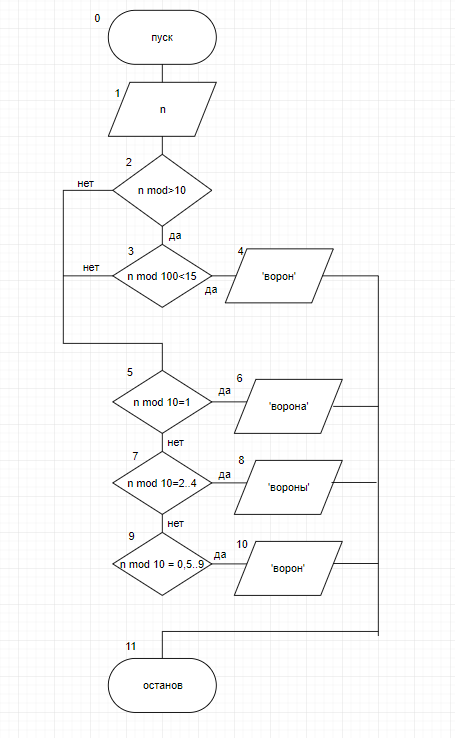 0
пуск
1
n
2
n mod>10
нет
да
3
n mod 100<15
нет
да
4
'ворон'
5
n mod 10=1
да
6
'ворона'
нет
7
n mod 10=2..4
да
8
'вороны'
нет
9
n mod 10 = 0,5..9
да
10
'ворон'
11
останов